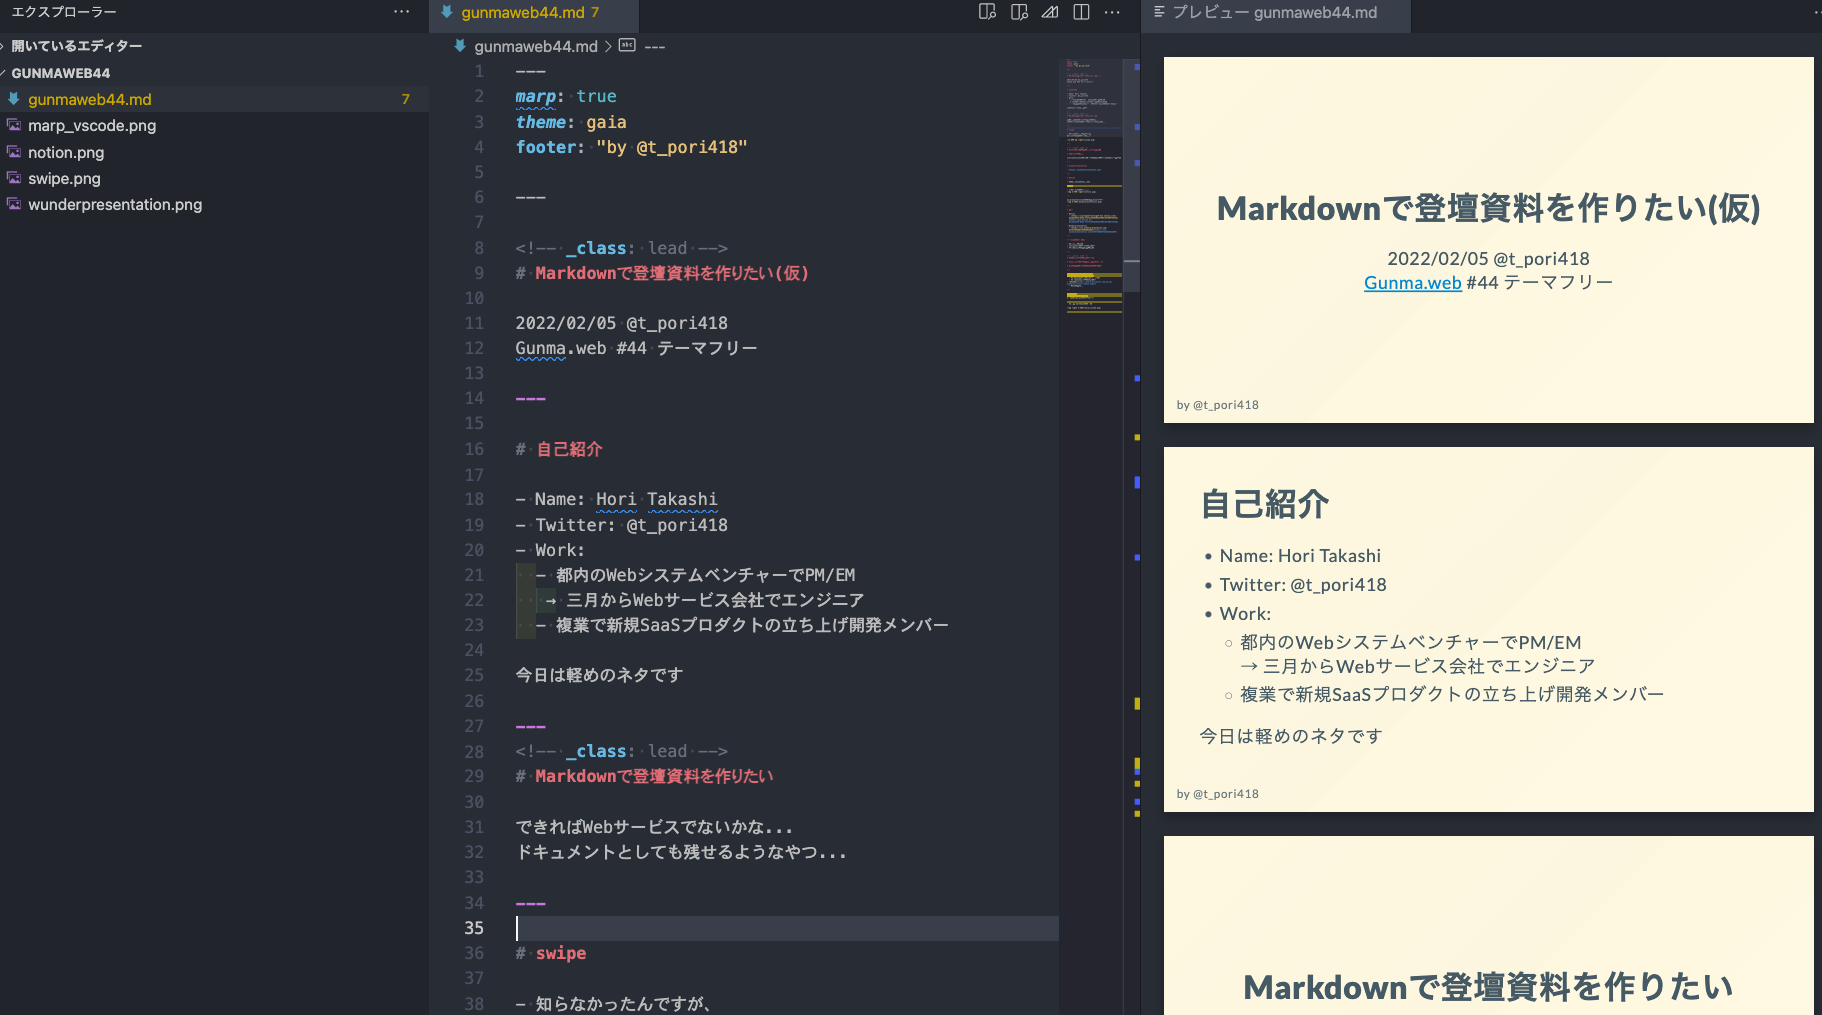 エクスプローラー
開いているエディター
GUNMAWEB44
gunmaweb44.md 7
marp_vscode.png
notion.png
swipe.png
wunderpresentation.png
gunmaweb44.md 7
gunmaweb44.md > abc ---
1 ---
2 marp: true
3 theme: gaia
4 footer: "by @t_pori418"
5
6 ---
7
8 <!-- _class: lead -->
9 # Markdownで登壇資料を作りたい(仮)
10
11 2022/02/05 @t_pori418
12 Gunma.web #44 テーマフリー
13
14 ---
15
16 # 自己紹介
17
18 - Name: Hori Takashi
19 - Twitter: @t_pori418
20 - Work:
21 - 都内のWebシステムベンチャーでPM/EM
22 → 三月からWebサービス会社でエンジニア
23 - 複業で新規SaaSプロダクトの立ち上げ開発メンバー
24
25 今日は軽めのネタです
26
27 ---
28 <!-- _class: lead -->
29 # Markdownで登壇資料を作りたい
30
31 できればWebサービスでないかな...
32 ドキュメントとしても残せるようなやつ...
33
34 ---
35
36 # swipe
37
38 - 知らなかったんですが、
プレビュー gunmaweb44.md
Markdownで登壇資料を作りたい(仮)
2022/02/05 @t_pori418
Gunma.web #44 テーマフリー
by @t_pori418
自己紹介
• Name: Hori Takashi
• Twitter: @t_pori418
• Work:
○ 都内のWebシステムベンチャーでPM/EM
→ 三月からWebサービス会社でエンジニア
○ 複業で新規SaaSプロダクトの立ち上げ開発メンバー
今日は軽めのネタです
by @t_pori418
Markdownで登壇資料を作りたい